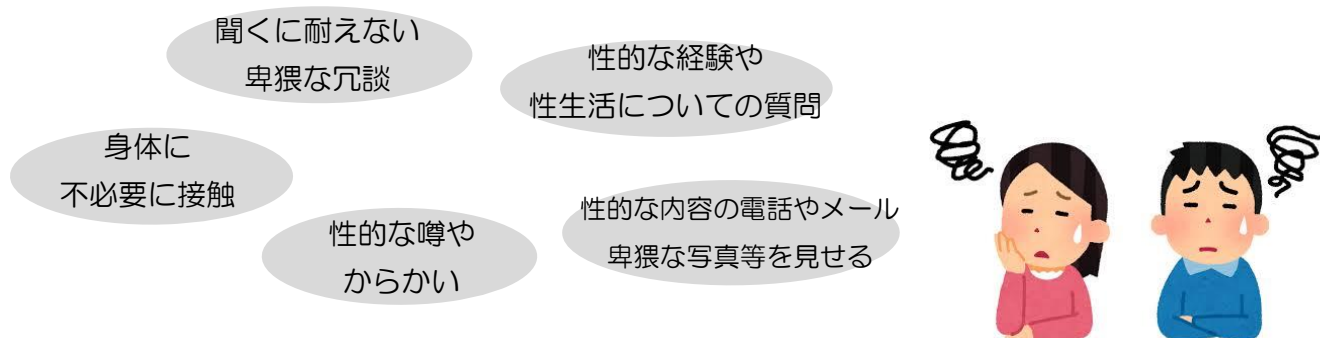 聞くに耐えない
卑猥な冗談
性的な経験や
性生活についての質問
身体に
不必要に接触
性的な噂や
からかい
性的な内容の電話やメール
卑猥な写真等を見せる